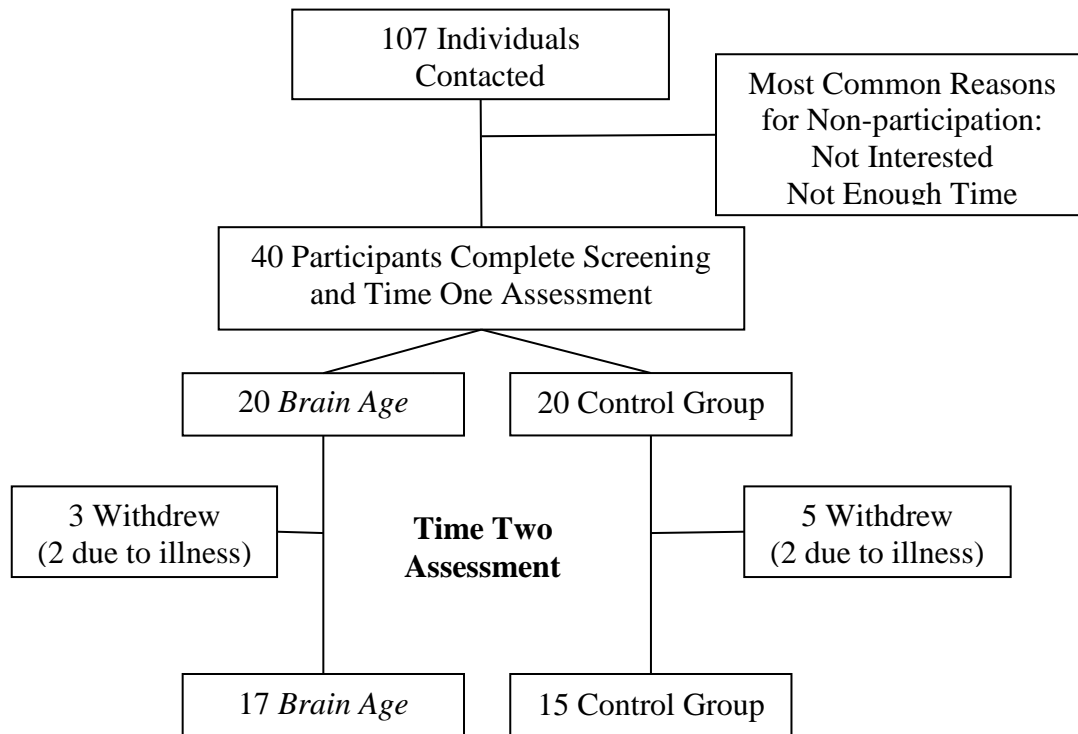 107 Individuals
Contacted
Most Common Reasons
for Non-participation:
Not Interested
Not Enough Time
40 Participants Complete Screening
and Time One Assessment
20 Brain Age
20 Control Group
3 Withdrew
(2 due to illness)
Time Two
Assessment
5 Withdrew
(2 due to illness)
17 Brain Age
15 Control Group